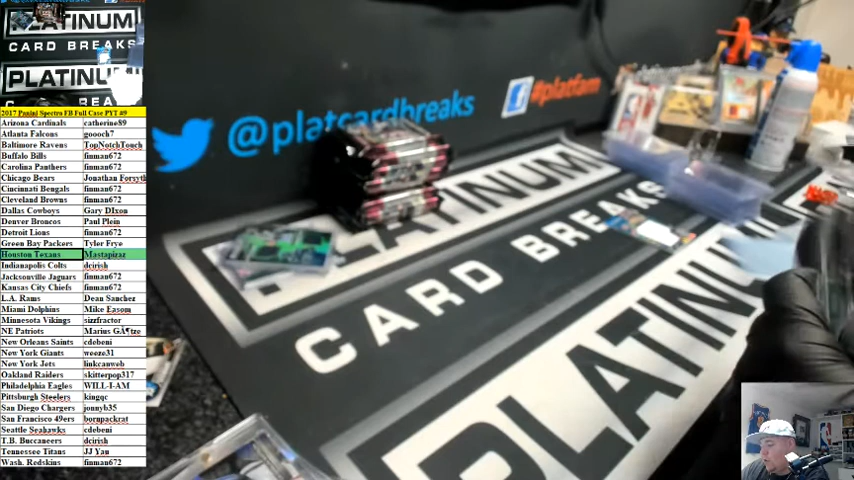 PLATINUM
CARD BREAKS
PLATINUM
2017 Panini Spectra FB Full Case PYT #9
Arizona Cardinals catherine89
Atlanta Falcons goooch7
Baltimore Ravens TopNotchTouch
Buffalo Bills finman672
Carolina Panthers finman672
Chicago Bears Jonathan Forsyth
Cincinnati Bengals finman672
Cleveland Browns finman672
Dallas Cowboys Gary DIxon
Denver Broncos Paul Plein
Detroit Lions finman672
Green Bay Packers Tyler Frye
Houston Texans Mastapiraz
Indianapolis Colts dcirish
Jacksonville Jaguars finman672
Kansas City Chiefs finman672
L.A. Rams Dean Sanchez
Miami Dolphins Mike Eason
Minnesota Vikings sizzfractor
NE Patriots Marius GÃ¶tze
New Orleans Saints cdebeni
New York Giants weeze31
New York Jets linkcanweb
Oakland Raiders skitterpop317
Philadelphia Eagles WILL-I-AM
Pittsburgh Steelers kingqc
San Diego Chargers jonnyb35
San Francisco 49ers bornpackrat
Seattle Seahawks cdebeni
T.B. Buccaneers dcirish
Tennessee Titans JJ Yau
Wash. Redskins finman672
@platcardbreaks
#platfam
PLATINUM
CARD BREAKS
PLATINU